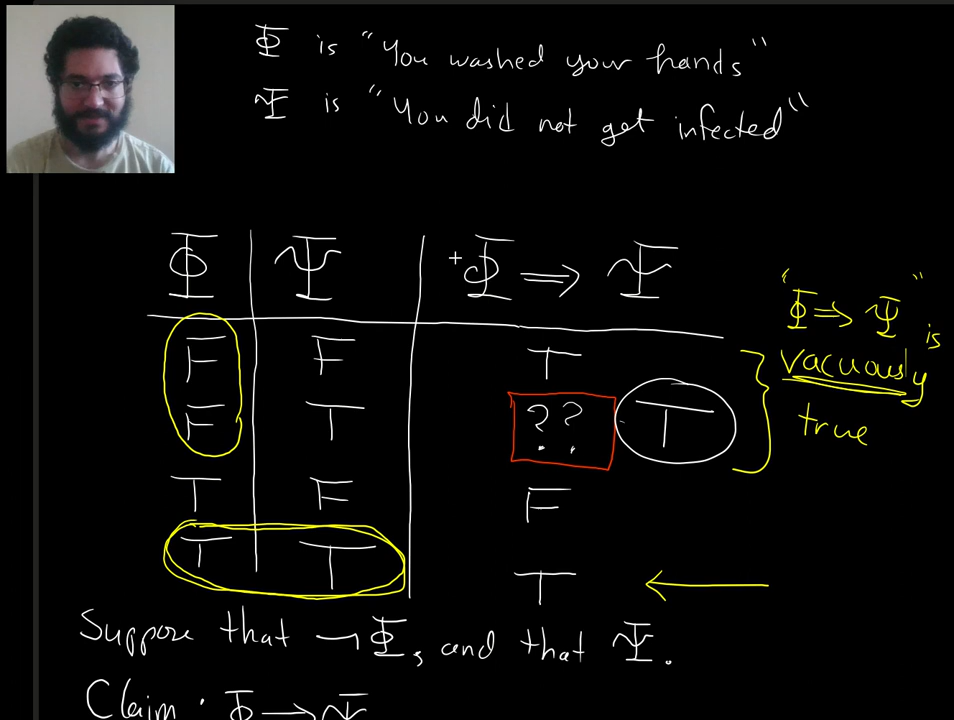 Φ is "You washed your hands"
Ψ is "You did not get infected"
Φ Ψ +Φ ⟹ Ψ
"Φ ⟹ Ψ" is
vacuously
true
F F T
F T ?? T
T F F
T T T
Suppose that ¬Φ, and that Ψ.
Claim: Φ → Ψ